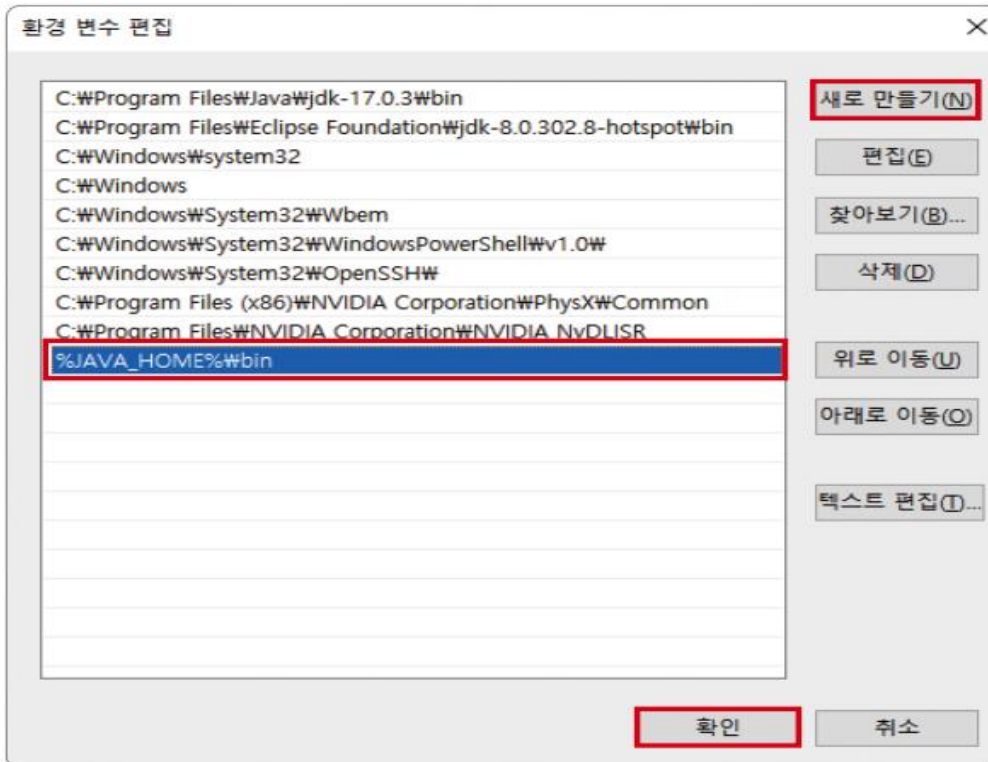 환경 변수 편집
C:₩Program Files₩Java₩jdk-17.0.3₩bin
C:₩Program Files₩Eclipse Foundation₩jdk-8.0.302.8-hotspot₩bin
C:₩Windows₩system32
C:₩Windows
C:₩Windows₩System32₩Wbem
C:₩Windows₩System32₩WindowsPowerShell₩v1.0₩
C:₩Windows₩System32₩OpenSSH₩
C:₩Program Files (x86)₩NVIDIA Corporation₩PhysX₩Common
C:₩Program Files₩NVIDIA Corporation₩NVIDIA NvDLISR
%JAVA_HOME%₩bin
새로 만들기(N)
편집(E)
찾아보기(B)...
삭제(D)
위로 이동(U)
아래로 이동(O)
텍스트 편집(T)...
확인
취소